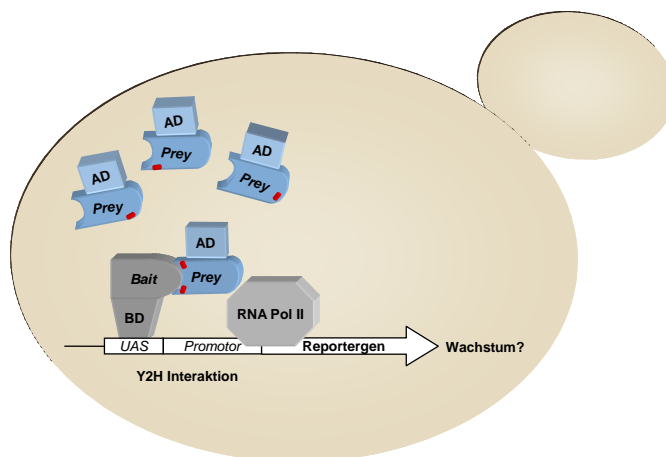 AD
Prey
AD
Prey
AD
Prey
AD
Prey
Bait
BD
RNA Pol II
UAS
Promotor
Reportergen
Wachstum?
Y2H Interaktion